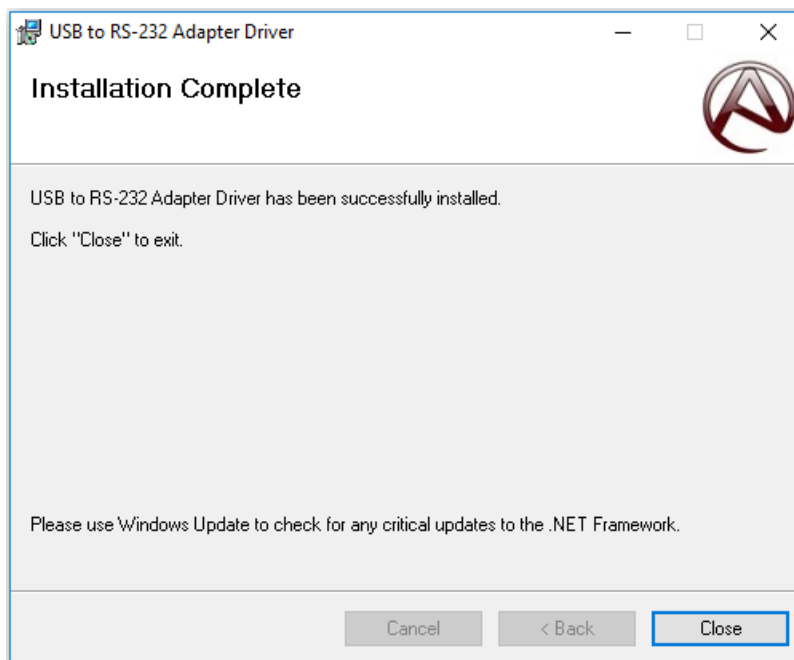 USB to RS-232 Adapter Driver
Installation Complete
USB to RS-232 Adapter Driver has been successfully installed.
Click "Close" to exit.
Please use Windows Update to check for any critical updates to the .NET Framework.
Cancel
< Back
Close